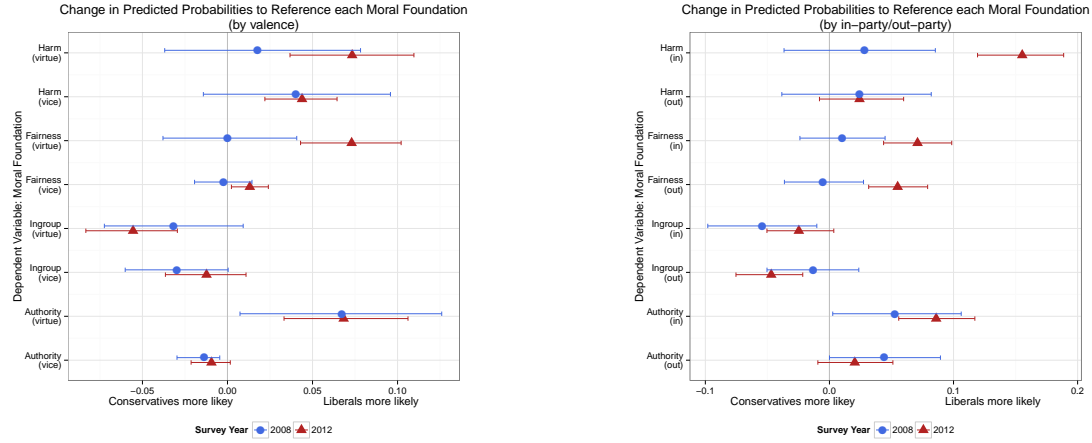 Change in Predicted Probabilities to Reference each Moral Foundation
(by valence)
Dependent Variable: Moral Foundation
Harm
(virtue)
Harm
(vice)
Fairness
(virtue)
Fairness
(vice)
Ingroup
(virtue)
Ingroup
(vice)
Authority
(virtue)
Authority
(vice)
−0.05 0.00 0.05 0.10
Conservatives more likey Liberals more likely
Survey Year 2008 2012
Change in Predicted Probabilities to Reference each Moral Foundation
(by in−party/out−party)
Dependent Variable: Moral Foundation
Harm
(in)
Harm
(out)
Fairness
(in)
Fairness
(out)
Ingroup
(in)
Ingroup
(out)
Authority
(in)
Authority
(out)
−0.1 0.0 0.1 0.2
Conservatives more likey Liberals more likely
Survey Year 2008 2012